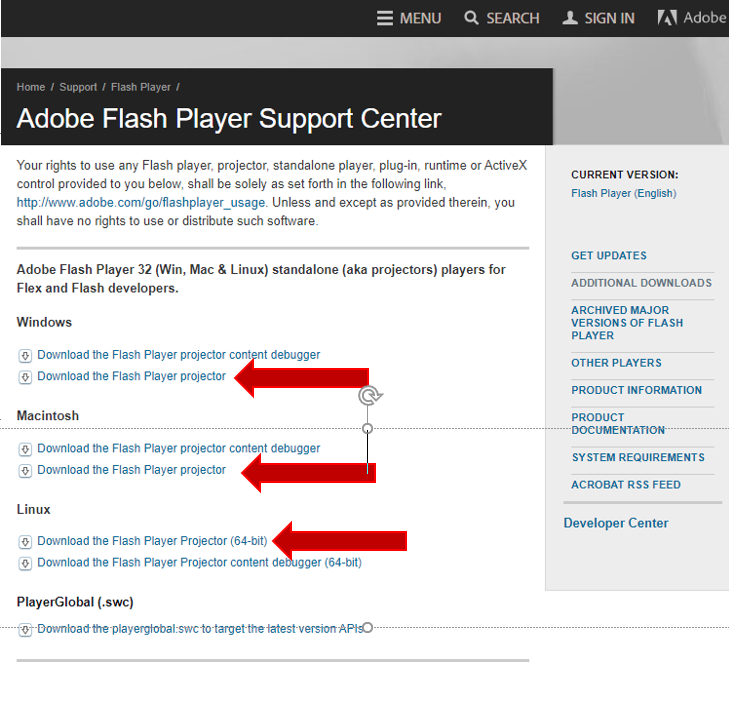 MENU SEARCH SIGN IN Adobe
Home / Support / Flash Player /
Adobe Flash Player Support Center
Your rights to use any Flash player, projector, standalone player, plug-in, runtime or ActiveX
control provided to you below, shall be solely as set forth in the following link,
http://www.adobe.com/go/flashplayer_usage. Unless and except as provided therein, you
shall have no rights to use or distribute such software.
Adobe Flash Player 32 (Win, Mac & Linux) standalone (aka projectors) players for
Flex and Flash developers.
Windows
Download the Flash Player projector content debugger
Download the Flash Player projector
Macintosh
Download the Flash Player projector content debugger
Download the Flash Player projector
Linux
Download the Flash Player Projector (64-bit)
Download the Flash Player Projector content debugger (64-bit)
PlayerGlobal (.swc)
Download the playerglobal.swc to target the latest version APIs
CURRENT VERSION:
Flash Player (English)
GET UPDATES
ADDITIONAL DOWNLOADS
ARCHIVED MAJOR
VERSIONS OF FLASH
PLAYER
OTHER PLAYERS
PRODUCT INFORMATION
PRODUCT
DOCUMENTATION
SYSTEM REQUIREMENTS
ACROBAT RSS FEED
Developer Center